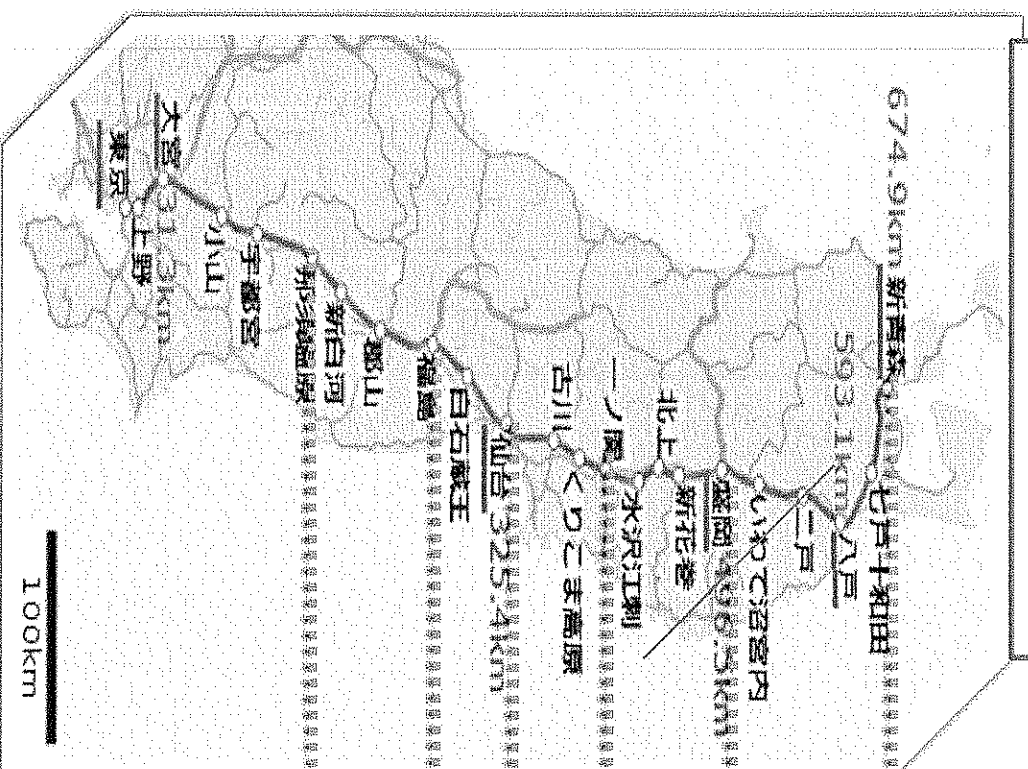 674.9km 新青森
七戸十和田
593.1km 八戸
二戸
いわて沼宮内
盛岡 496.5km
新花巻
北上
水沢江刺
一ノ関
くりこま高原
古川
仙台 325.4km
白石蔵王
福島
郡山
新白河
那須塩原
宇都宮
小山
大宮 31.3km
上野
東京
100km